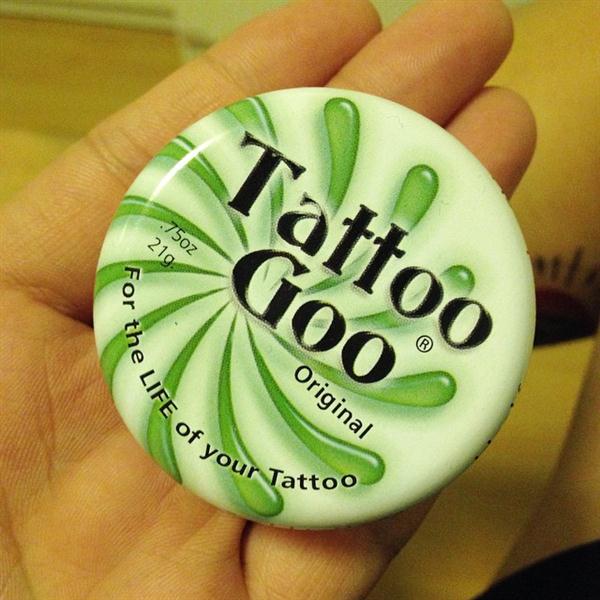 Tattoo
Goo®
Original
.75oz
21g.
For the LIFE of your Tattoo